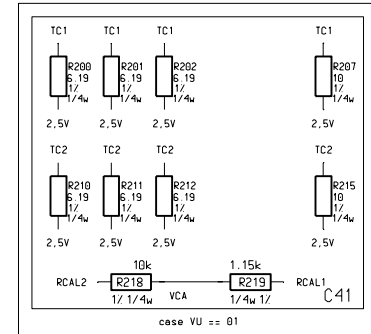 TC1 TC1 TC1 TC1
R200 R201 R202 R207
6.19 6.19 6.19 10
1% 1% 1% 1%
1/4w 1/4w 1/4w 1/4w
2,5V 2,5V 2,5V 2,5V
TC2 TC2 TC2 TC2
R210 R211 R212 R215
6.19 6.19 6.19 10
1% 1% 1% 1%
1/4w 1/4w 1/4w 1/4w
2,5V 2,5V 2,5V 2,5V
10k 1.15k
RCAL2 R218 R219 RCAL1
1% 1/4w VCA 1/4w 1% C41
case VU == 01